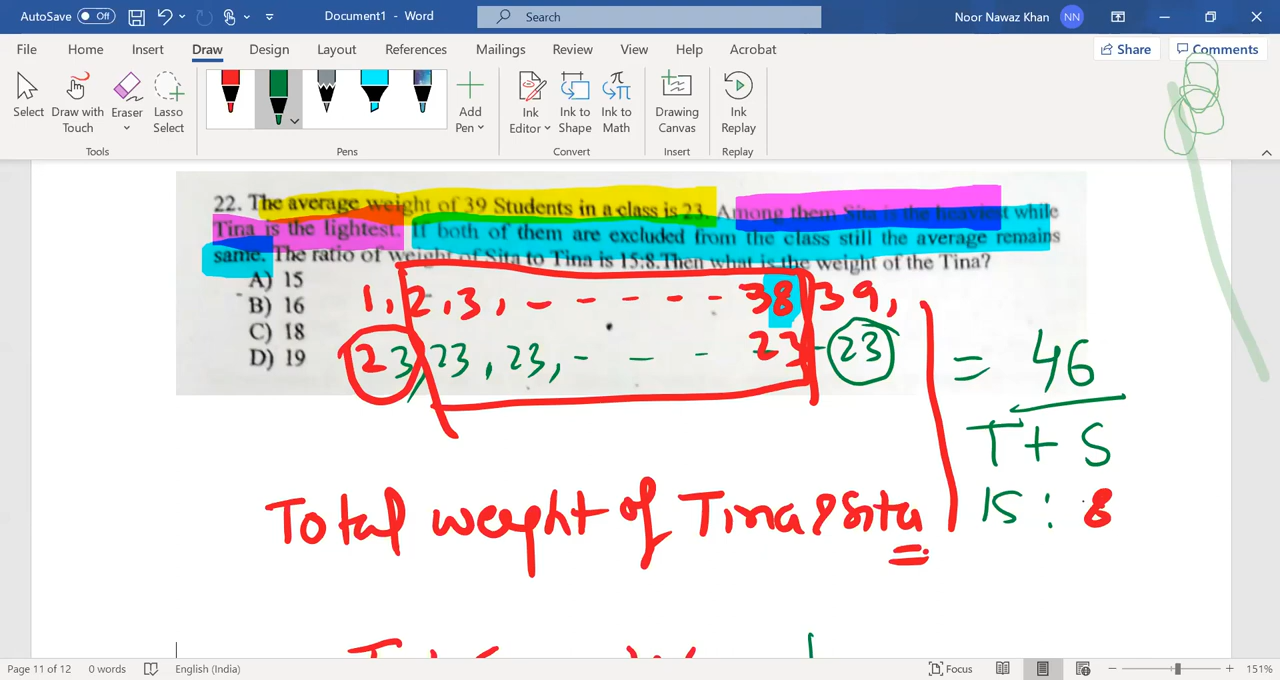 AutoSave Off Document1 - Word Search Noor Nawaz Khan NN
File Home Insert Draw Design Layout References Mailings Review View Help Acrobat Share Comments
Select Draw with Touch Eraser Lasso Select Add Pen Ink Editor Ink to Shape Ink to Math Drawing Canvas Ink Replay
Tools Pens Convert Insert Replay
22. The average weight of 39 Students in a class is 23. Among them Sita is the heaviest while
Tina is the lightest. If both of them are excluded from the class still the average remains
same. The ratio of weight of Sita to Tina is 15:8.Then what is the weight of the Tina?
A) 15
B) 16
C) 18
D) 19
1, 2, 3, - - - - - 38 39,
23, 23, 23, - - - 23 - 23
= 46
T + S
15 : 8
Total weight of Tina & Sita
Page 11 of 12 0 words English (India) Focus 151%